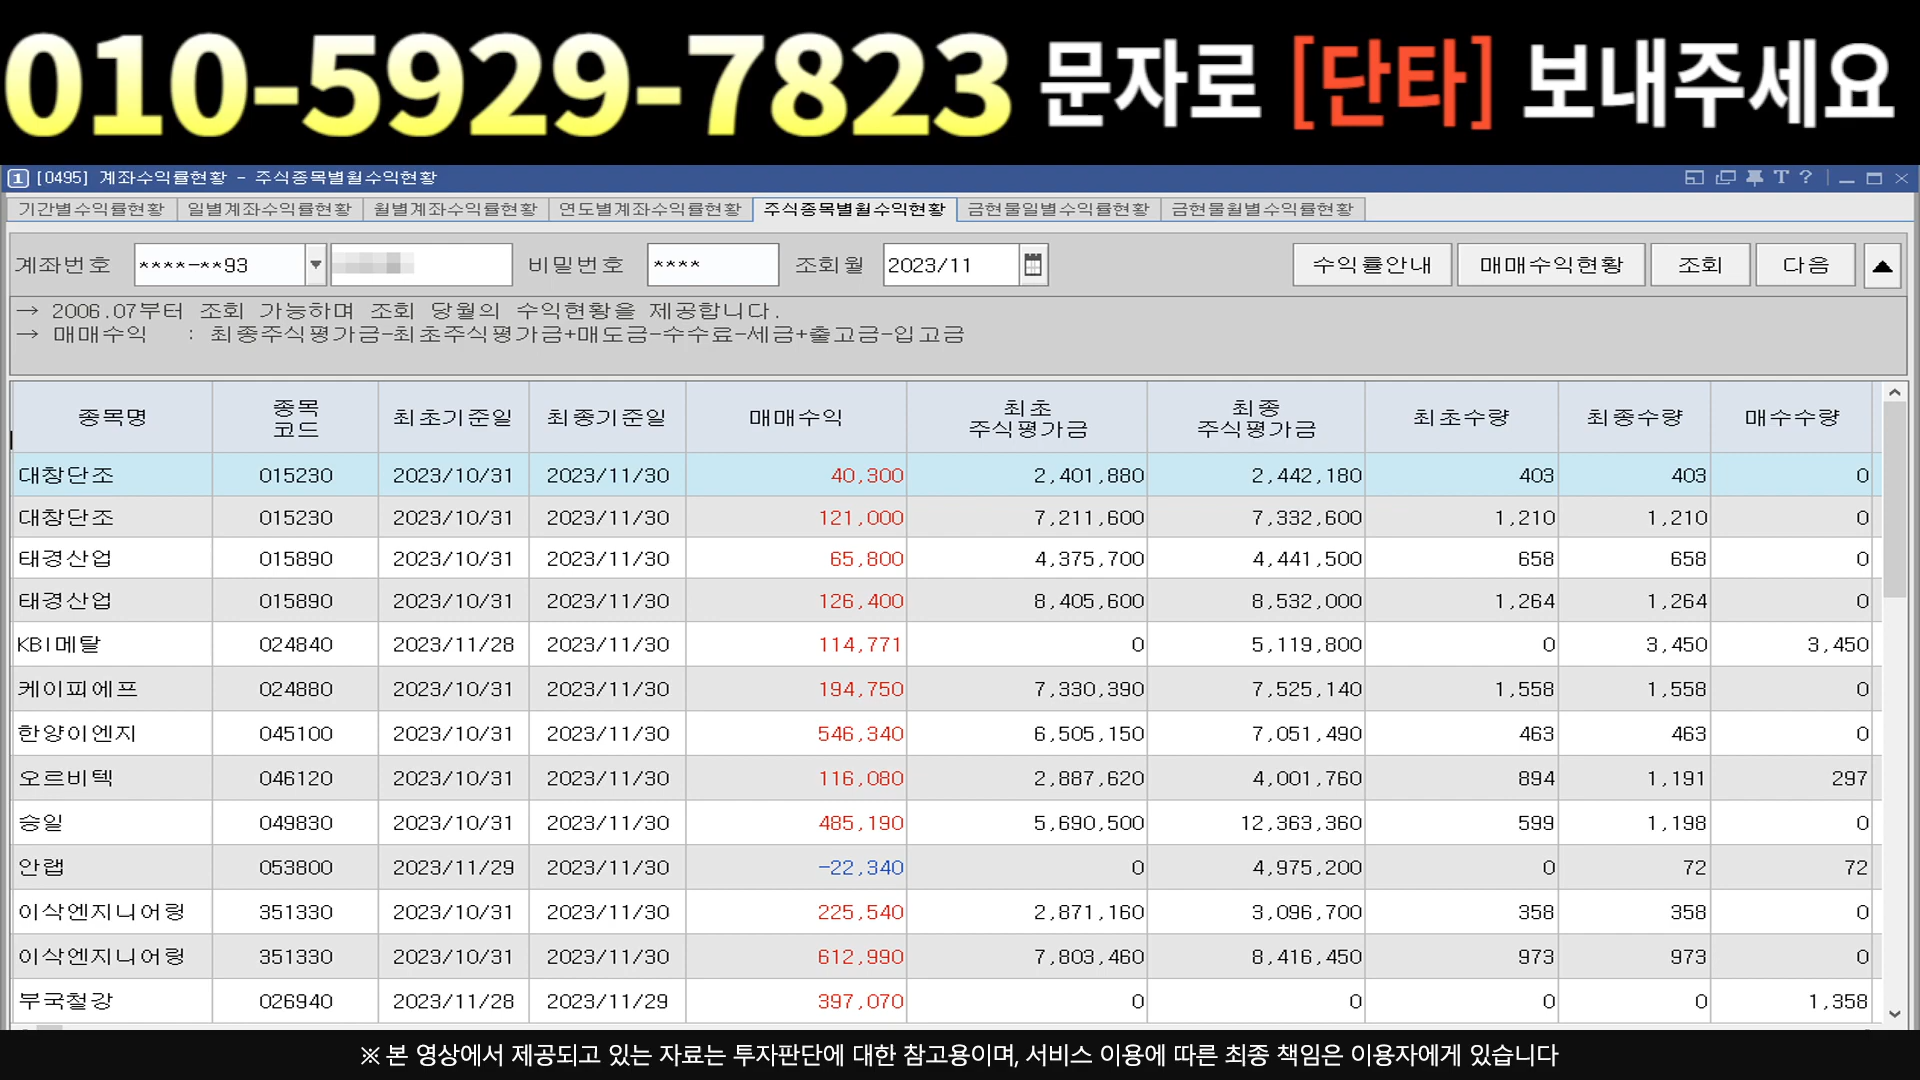 010-5929-7823 문자로 [단타] 보내주세요
1 [0495] 계좌수익률현황 - 주식종목별월수익현황 T ?
기간별수익률현황 일별계좌수익률현황 월별계좌수익률현황 연도별계좌수익률현황 주식종목별월수익현황 금현물일별수익률현황 금현물월별수익률현황
계좌번호 ****-**93 비밀번호 **** 조회월 2023/11 수익률안내 매매수익현황 조회 다음 ▲
→ 2006.07부터 조회 가능하며 조회 당월의 수익현황을 제공합니다.
→ 매매수익 : 최종주식평가금-최초주식평가금+매도금-수수료-세금+출고금-입고금
종목명 종목 코드 최초기준일 최종기준일 매매수익 최초 주식평가금 최종 주식평가금 최초수량 최종수량 매수수량
대창단조 015230 2023/10/31 2023/11/30 40,300 2,401,880 2,442,180 403 403 0
대창단조 015230 2023/10/31 2023/11/30 121,000 7,211,600 7,332,600 1,210 1,210 0
태경산업 015890 2023/10/31 2023/11/30 65,800 4,375,700 4,441,500 658 658 0
태경산업 015890 2023/10/31 2023/11/30 126,400 8,405,600 8,532,000 1,264 1,264 0
KBI메탈 024840 2023/11/28 2023/11/30 114,771 0 5,119,800 0 3,450 3,450
케이피에프 024880 2023/10/31 2023/11/30 194,750 7,330,390 7,525,140 1,558 1,558 0
한양이엔지 045100 2023/10/31 2023/11/30 546,340 6,505,150 7,051,490 463 463 0
오르비텍 046120 2023/10/31 2023/11/30 116,080 2,887,620 4,001,760 894 1,191 297
승일 049830 2023/10/31 2023/11/30 485,190 5,690,500 12,363,360 599 1,198 0
안랩 053800 2023/11/29 2023/11/30 -22,340 0 4,975,200 0 72 72
이삭엔지니어링 351330 2023/10/31 2023/11/30 225,540 2,871,160 3,096,700 358 358 0
이삭엔지니어링 351330 2023/10/31 2023/11/30 612,990 7,803,460 8,416,450 973 973 0
부국철강 026940 2023/11/28 2023/11/29 397,070 0 0 0 0 1,358
※ 본 영상에서 제공되고 있는 자료는 투자판단에 대한 참고용이며, 서비스 이용에 따른 최종 책임은 이용자에게 있습니다